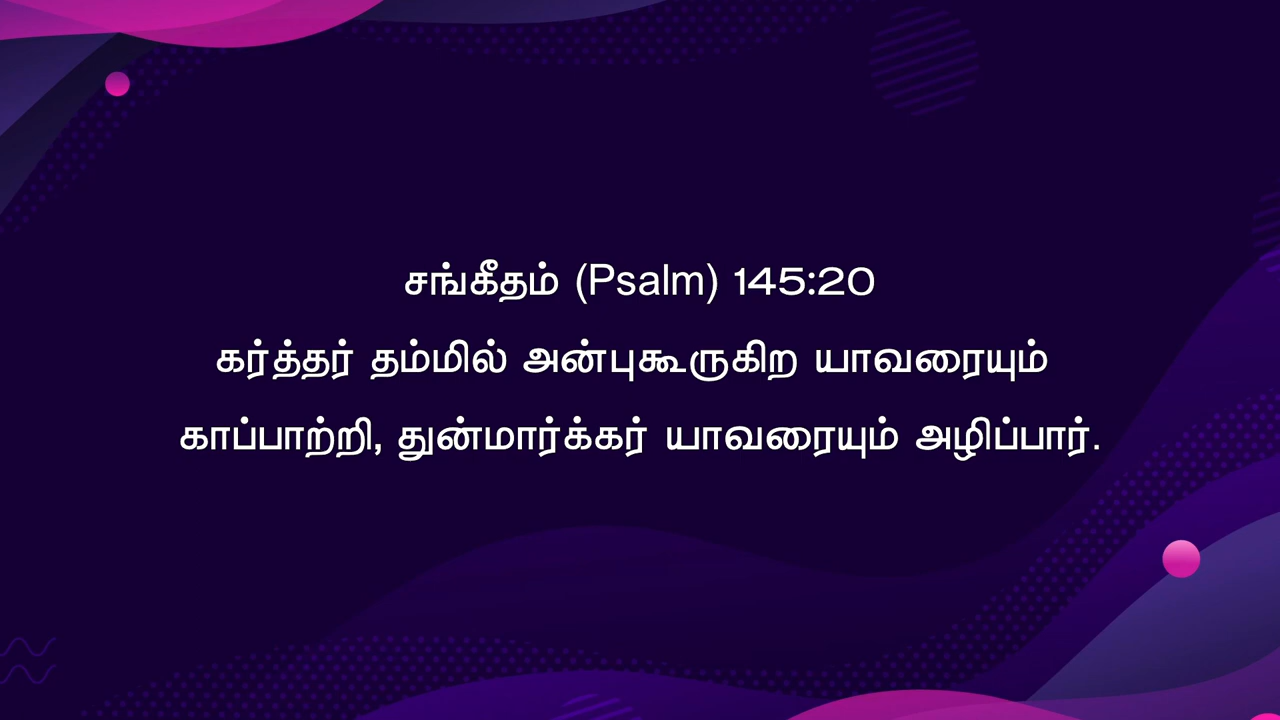 சங்கீதம் (Psalm) 145:20
கர்த்தர் தம்மில் அன்புகூருகிற யாவரையும்
காப்பாற்றி, துன்மார்க்கர் யாவரையும் அழிப்பார்.